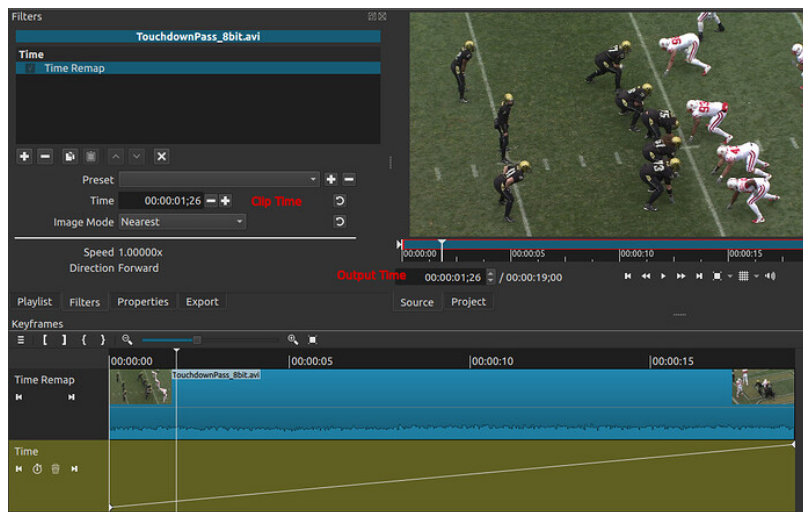 Filters
TouchdownPass_8bit.avi
Time
Time Remap
Preset
Time 00:00:01;26 Clip Time
Image Mode Nearest
Speed 1.00000x
Direction Forward
00:00:00 00:00:05 00:00:10 00:00:15
Output Time 00:00:01;26 / 00:00:19;00
Playlist Filters Properties Export
Source Project
Keyframes
00:00:00 00:00:05 00:00:10 00:00:15
Time Remap
TouchdownPass_8bit.avi
Time